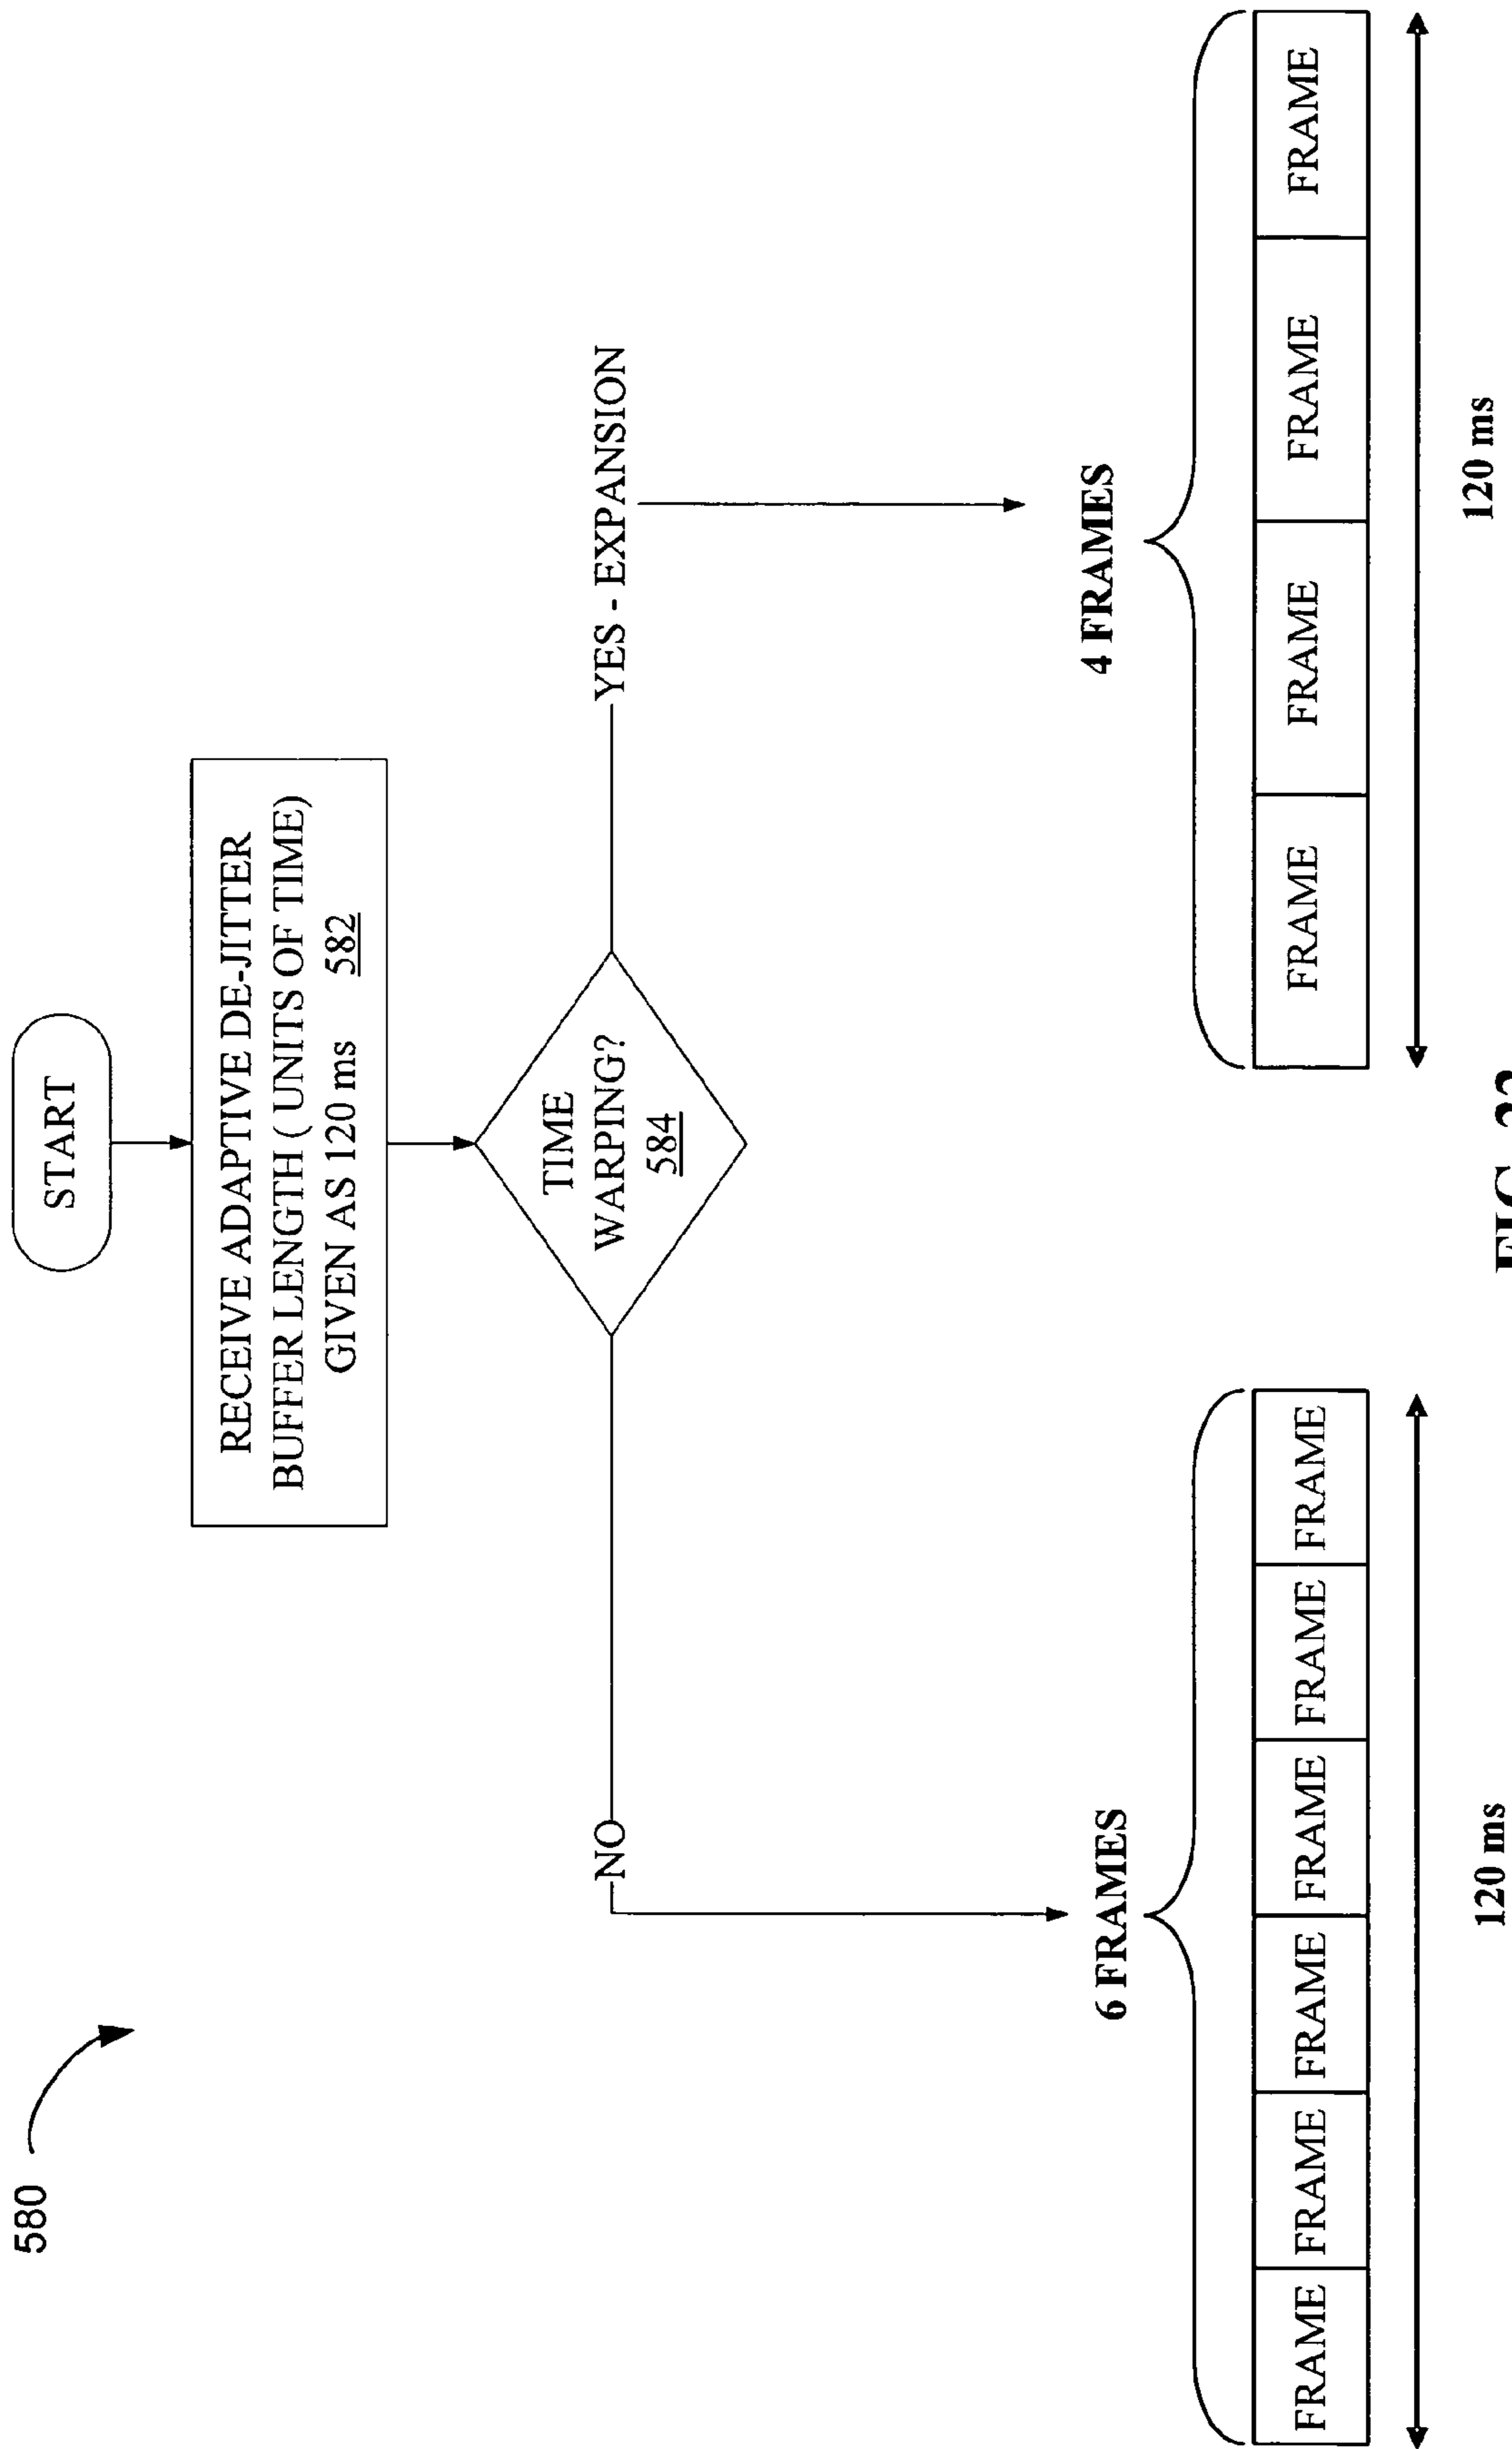 580
START
RECEIVE ADAPTIVE DE-JITTER
BUFFER LENGTH ( UNITS OF TIME)
GIVEN AS 120 ms 582
TIME
WARPING?
584
NO
YES - EXPANSION
6 FRAMES
4 FRAMES
FRAME FRAME FRAME FRAME FRAME FRAME
FRAME FRAME FRAME FRAME
120 ms
120 ms
FIG.